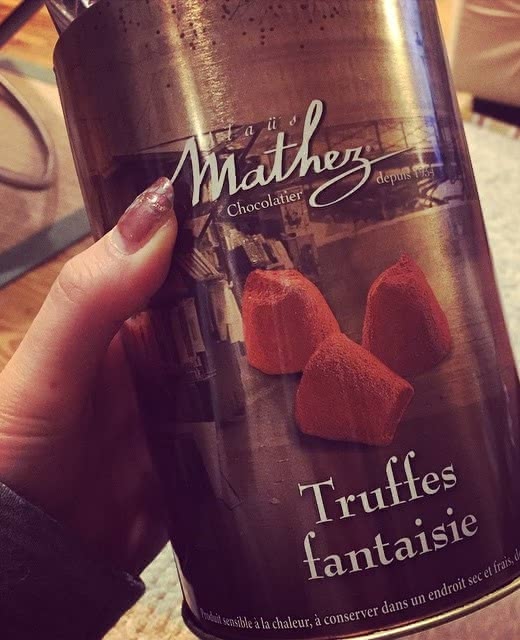 Mathez
Chocolatier
depuis
Truffes
fantaisie
Produit sensible à la chaleur, à conserver dans un endroit sec et frais,